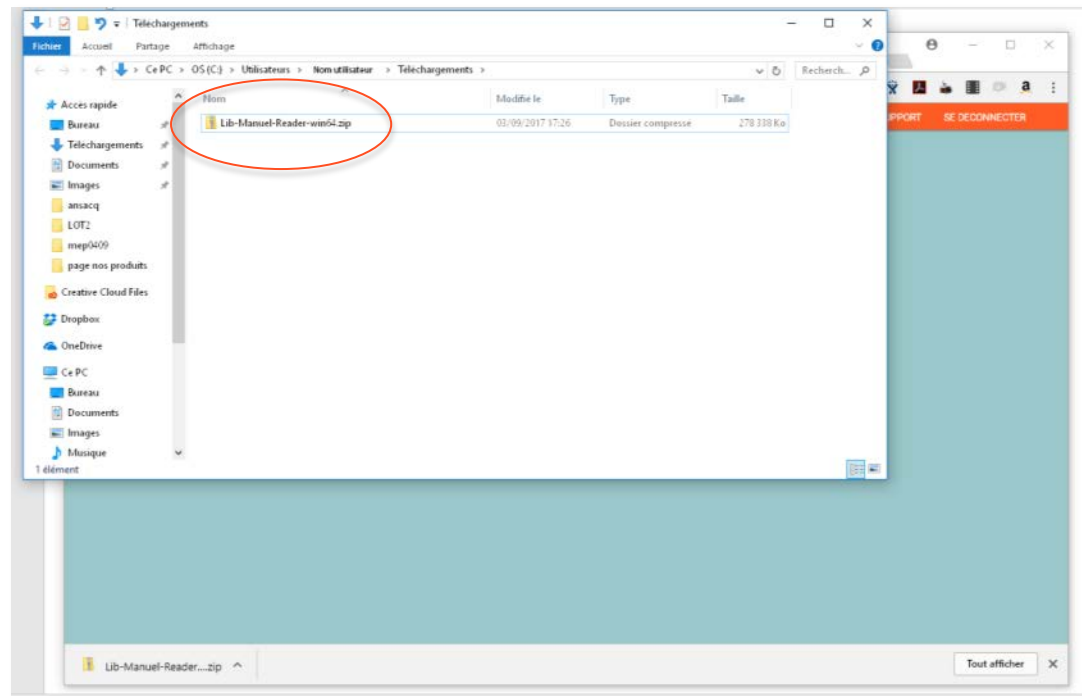 Téléchargements
Fichier Accueil Partage Affichage
Ce PC > OS (C:) > Utilisateurs > Nom utilisateur > Téléchargements > Recherch...
Nom Modifié le Type Taille
Lib-Manuel-Reader-win64.zip 03/09/2017 17:26 Dossier compressé 278 338 Ko
Accès rapide
Bureau
Téléchargements
Documents
Images
ansacq
LOT2
mep0409
page nos produits
Creative Cloud Files
Dropbox
OneDrive
Ce PC
Bureau
Documents
Images
Musique
1 élément
SE DECONNECTER
Lib-Manuel-Reader....zip
Tout afficher